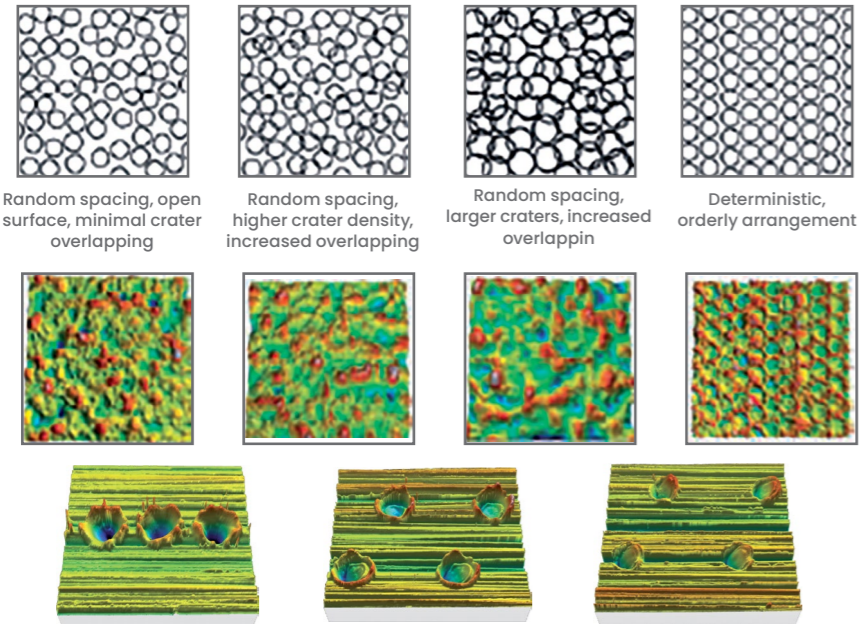 Random spacing, open
surface, minimal crater
overlapping
Random spacing,
higher crater density,
increased overlapping
Random spacing,
larger craters, increased
overlappin
Deterministic,
orderly arrangement